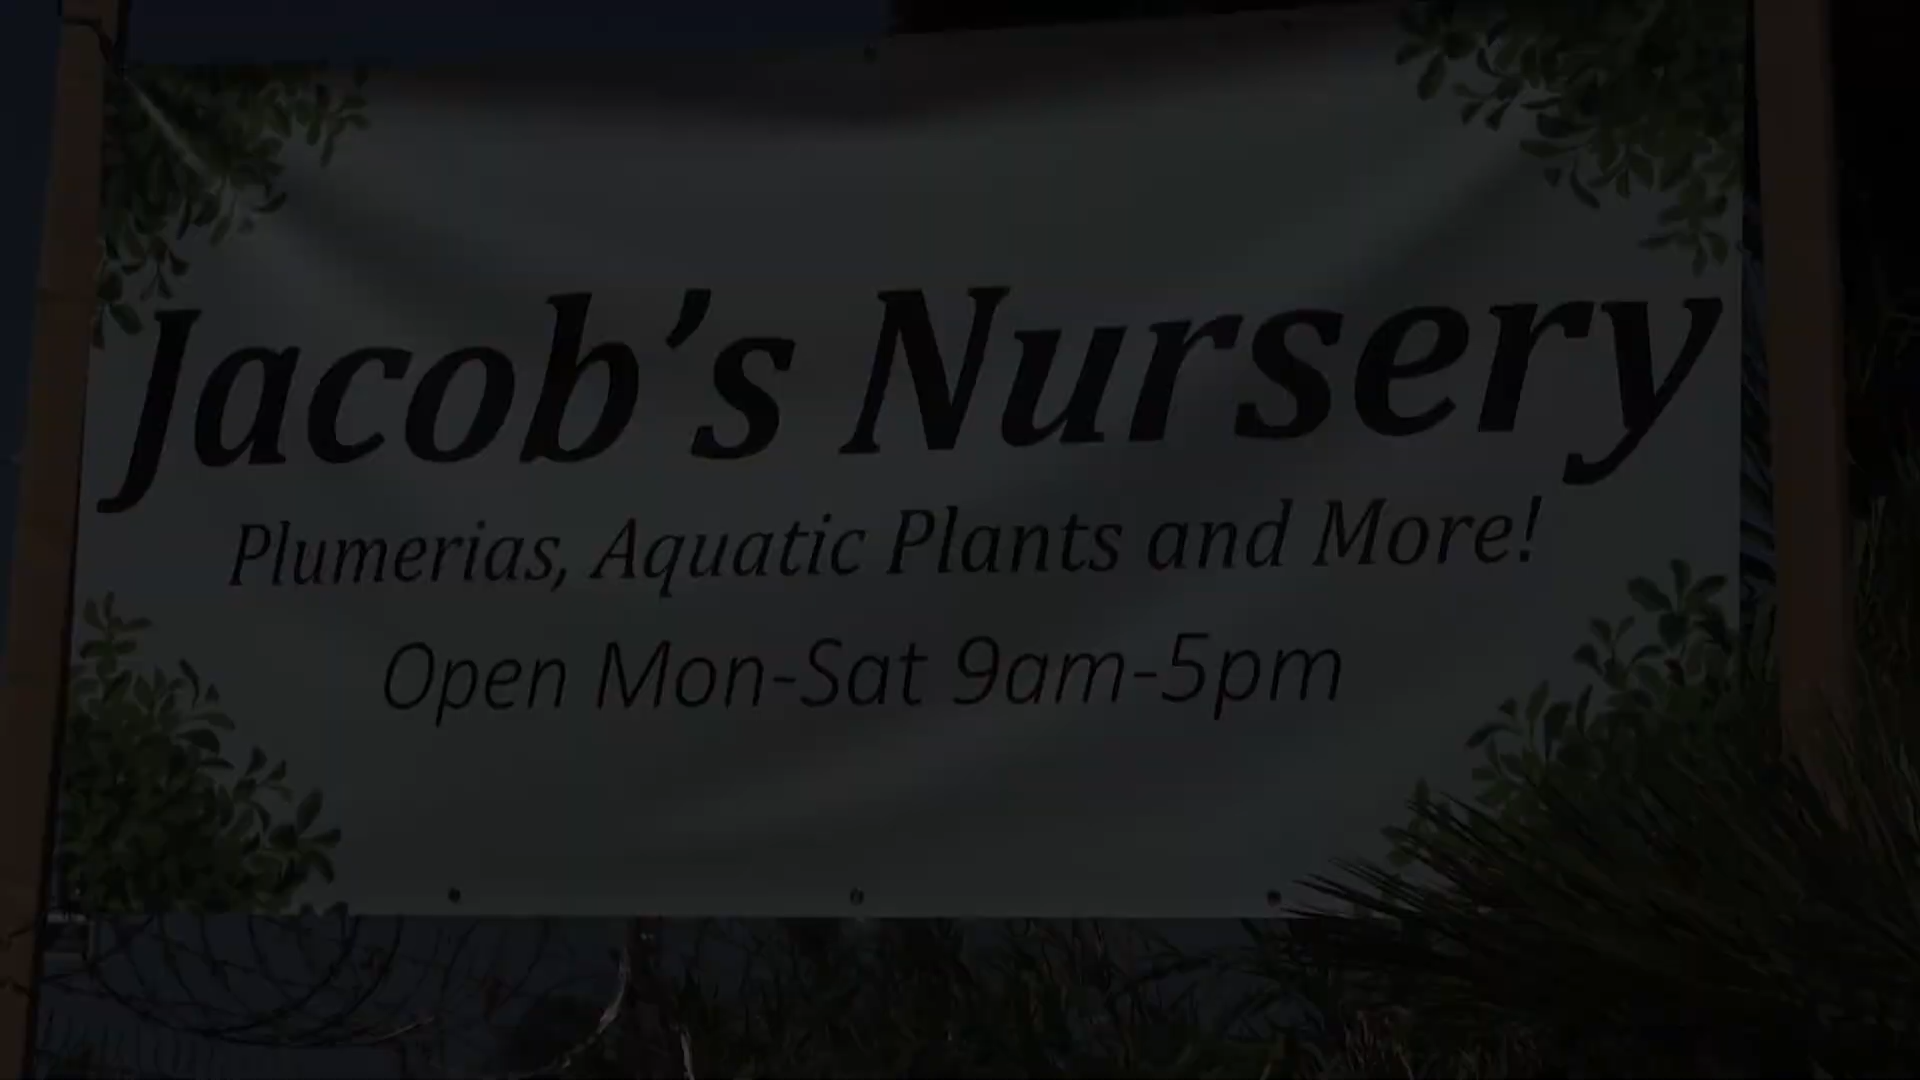 Jacob's Nursery
Plumerias, Aquatic Plants and More!
Open Mon-Sat 9am-5pm